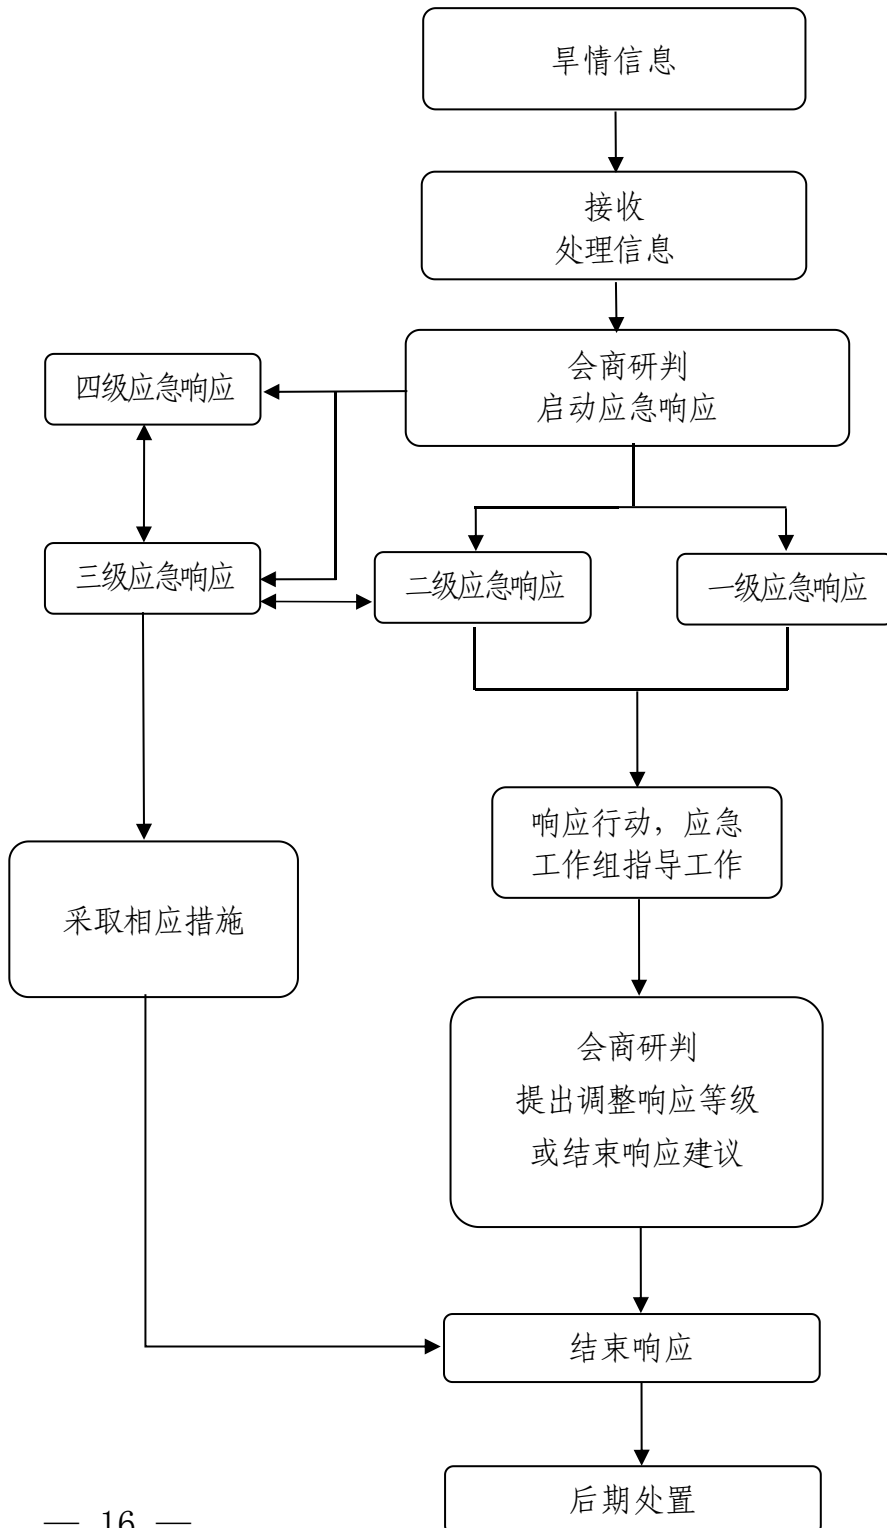 旱情信息
接收
处理信息
会商研判
启动应急响应
四级应急响应
三级应急响应
二级应急响应
一级应急响应
响应行动，应急
工作组指导工作
采取相应措施
会商研判
提出调整响应等级
或结束响应建议
结束响应
后期处置
— 16 —